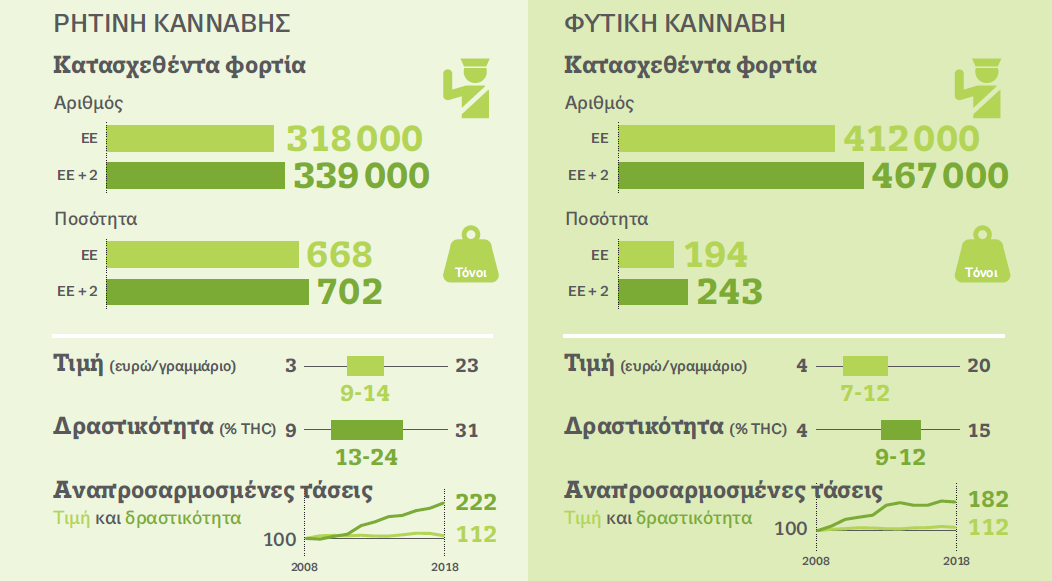 ΡΗΤΙΝΗ ΚΑΝΝΑΒΗΣ
Κατασχεθέντα φορτία
Αριθμός
ΕΕ 318 000
ΕΕ + 2 339 000
Ποσότητα
ΕΕ 668
ΕΕ + 2 702
Τόνοι
Τιμή (ευρώ/γραμμάριο) 3 23
9-14
Δραστικότητα (% THC) 9 31
13-24
Αναπροσαρμοσμένες τάσεις
Τιμή και δραστικότητα
222
112
100
2008 2018
ΦΥΤΙΚΗ ΚΑΝΝΑΒΗ
Κατασχεθέντα φορτία
Αριθμός
ΕΕ 412 000
ΕΕ + 2 467 000
Ποσότητα
ΕΕ 194
ΕΕ + 2 243
Τόνοι
Τιμή (ευρώ/γραμμάριο) 4 20
7-12
Δραστικότητα (% THC) 4 15
9-12
Αναπροσαρμοσμένες τάσεις
Τιμή και δραστικότητα
182
112
100
2008 2018